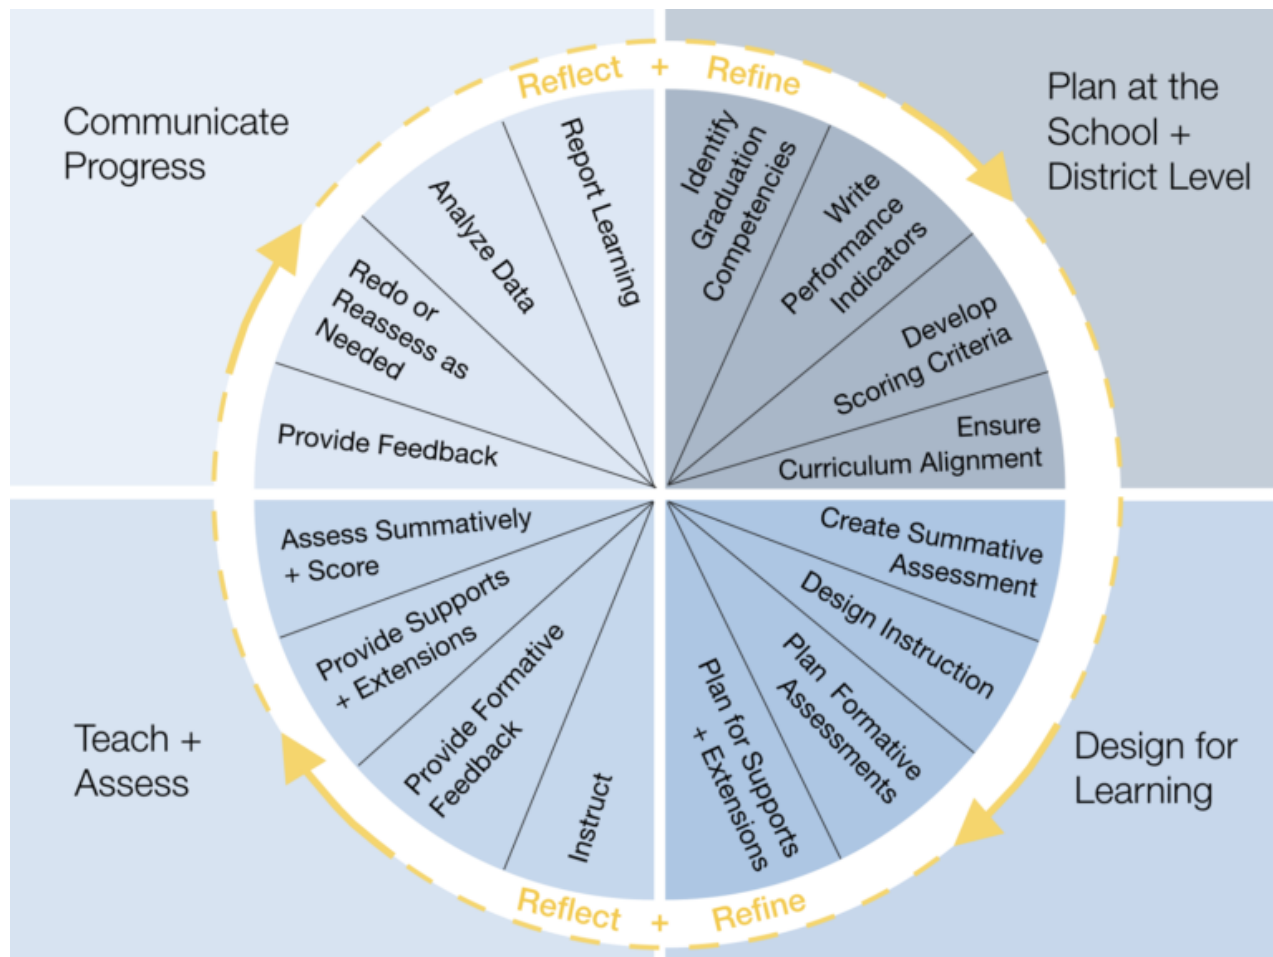 Communicate
Progress
Reflect + Refine
Plan at the
School +
District Level
Identify
Graduation
Competencies
Write
Performance
Indicators
Develop
Scoring Criteria
Ensure
Curriculum Alignment
Create Summative
Assessment
Design Instruction
Plan Formative
Assessments
Plan for Supports
+ Extensions
Design for
Learning
Reflect + Refine
Instruct
Provide Formative
Feedback
Provide Supports
+ Extensions
Assess Summatively
+ Score
Teach +
Assess
Provide Feedback
Redo or
Reassess as
Needed
Analyze Data
Report Learning